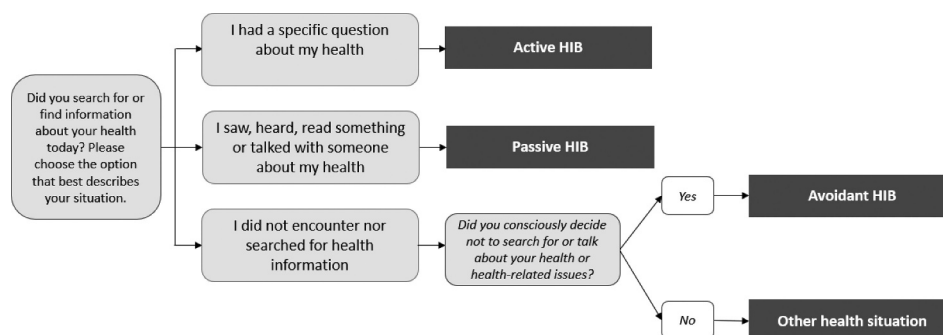 Did you search for or
find information
about your health
today? Please
choose the option
that best describes
your situation.
I had a specific question
about my health
Active HIB
I saw, heard, read something
or talked with someone
about my health
Passive HIB
I did not encounter nor
searched for health
information
Did you consciously decide
not to search for or talk
about your health or
health-related issues?
Yes
Avoidant HIB
No
Other health situation